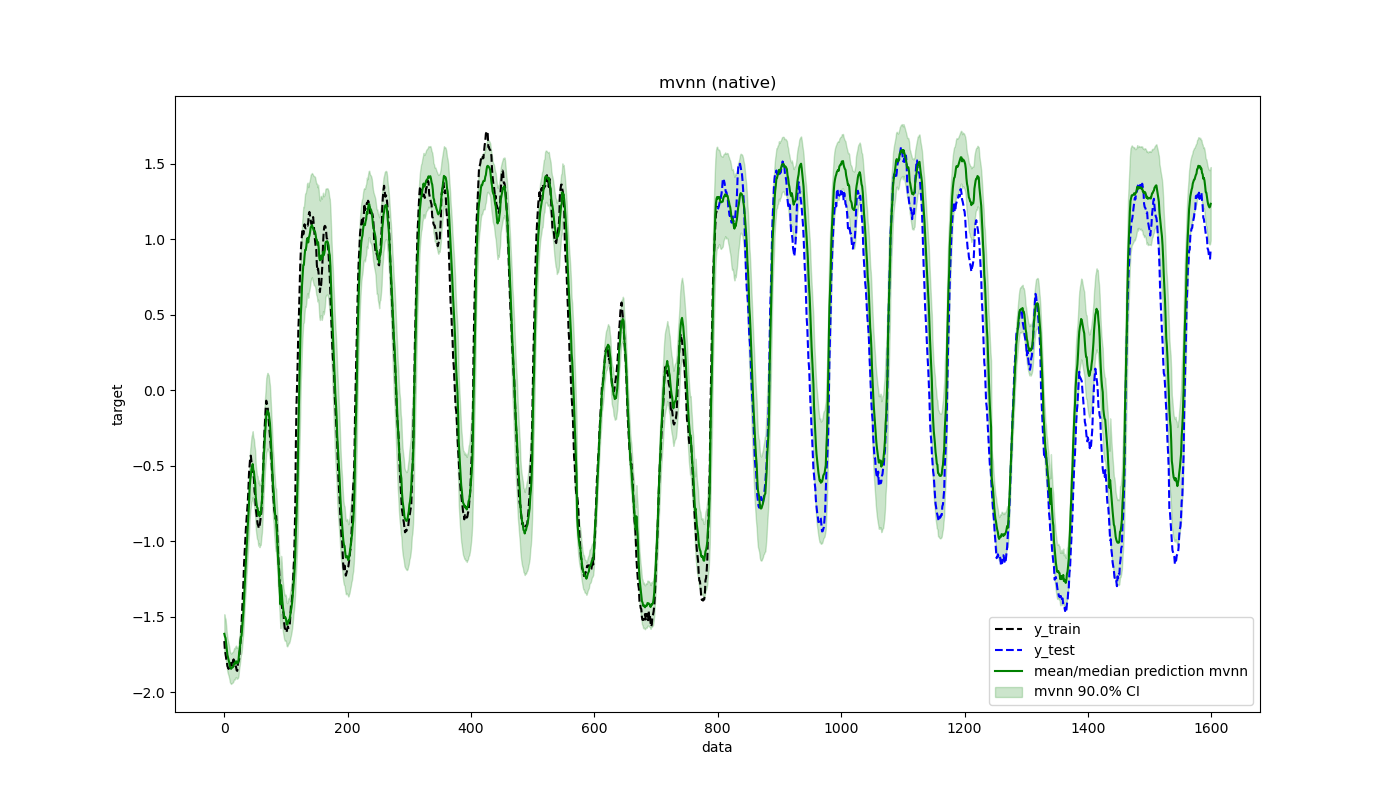 mvnn (native)
target
1.5
1.0
0.5
0.0
−0.5
−1.0
−1.5
−2.0
0 200 400 600 800 1000 1200 1400 1600
data
y_train
y_test
mean/median prediction mvnn
mvnn 90.0% CI